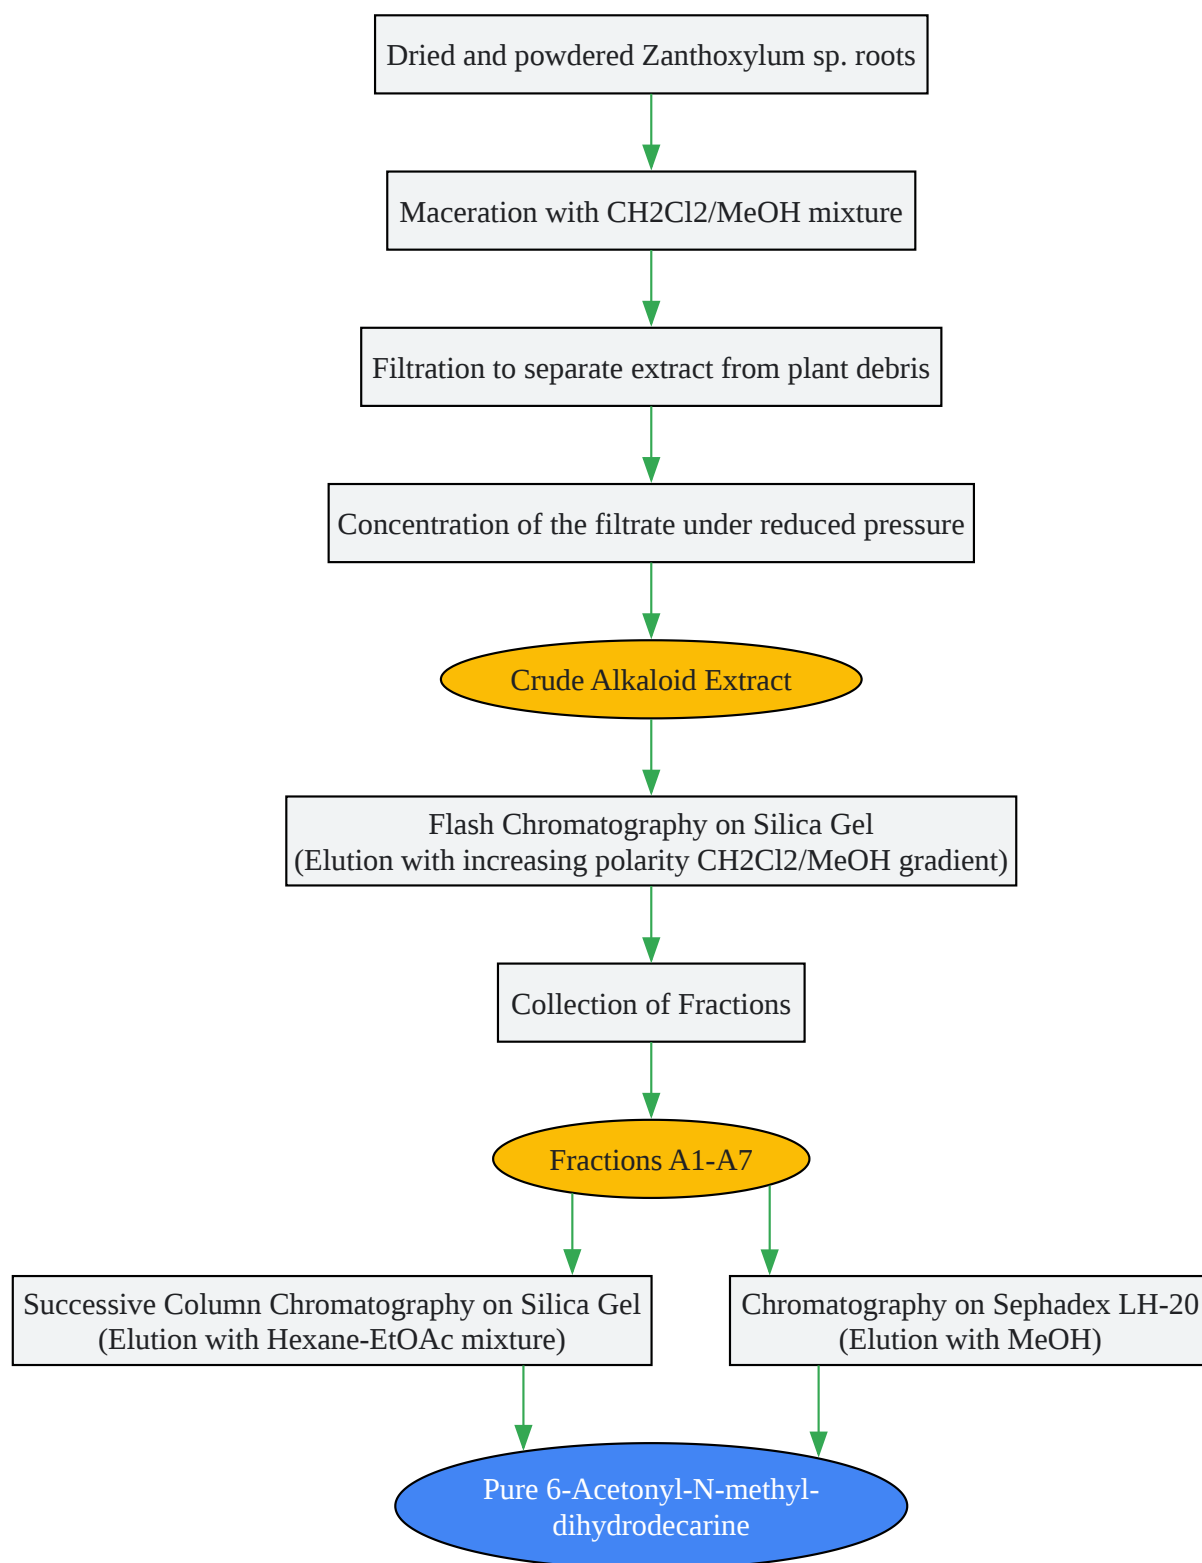 Dried and powdered Zanthoxylum sp. roots
Maceration with CH2Cl2/MeOH mixture
Filtration to separate extract from plant debris
Concentration of the filtrate under reduced pressure
Crude Alkaloid Extract
Flash Chromatography on Silica Gel
(Elution with increasing polarity CH2Cl2/MeOH gradient)
Collection of Fractions
Fractions A1-A7
Successive Column Chromatography on Silica Gel
(Elution with Hexane-EtOAc mixture)
Chromatography on Sephadex LH-20
(Elution with MeOH)
Pure 6-Acetonyl-N-methyl-
dihydrodecarine